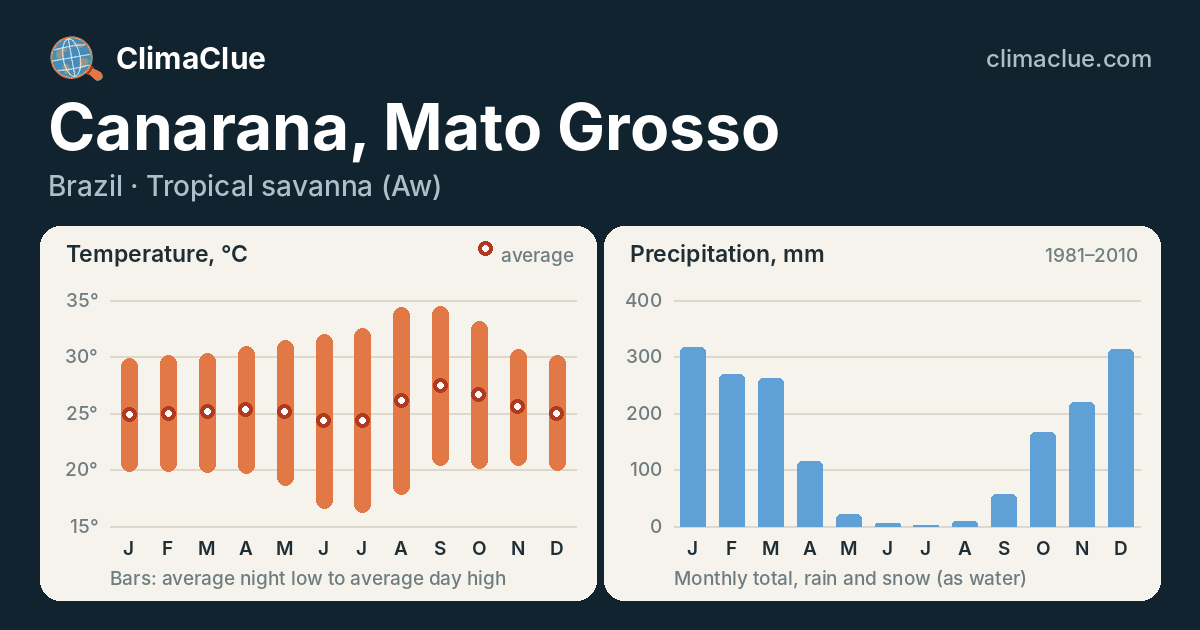 ClimaClue
climaclue.com
Canarana, Mato Grosso
Brazil · Tropical savanna (Aw)
Temperature, °C
average
35°
30°
25°
20°
15°
J F M A M J J A S O N D
Bars: average night low to average day high
Precipitation, mm
1981–2010
400
300
200
100
0
J F M A M J J A S O N D
Monthly total, rain and snow (as water)